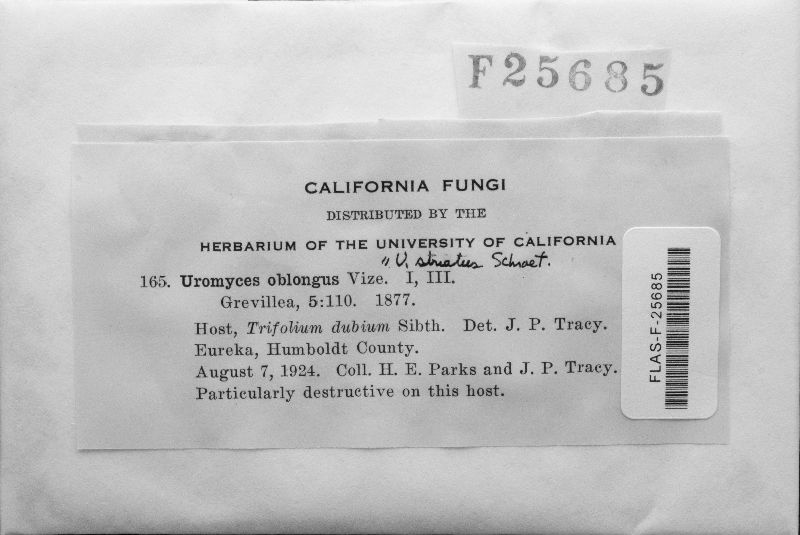 F25685
CALIFORNIA FUNGI
DISTRIBUTED BY THE
HERBARIUM OF THE UNIVERSITY OF CALIFORNIA
" U. striatus Schroet.
165. Uromyces oblongus Vize. I, III.
Grevillea, 5:110. 1877.
Host, Trifolium dubium Sibth. Det. J. P. Tracy.
Eureka, Humboldt County.
August 7, 1924. Coll. H. E. Parks and J. P. Tracy.
Particularly destructive on this host.
FLAS-F-25685